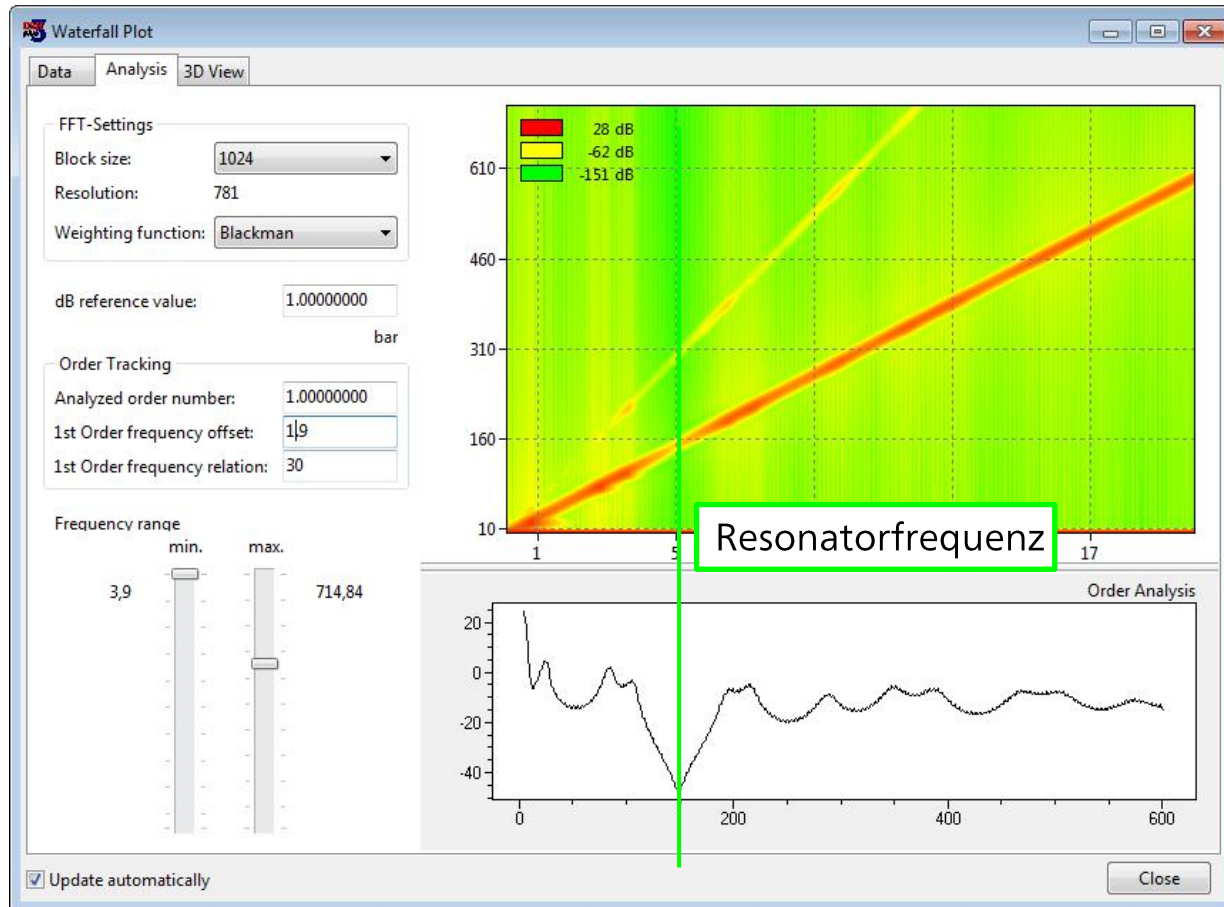 Waterfall Plot
Data Analysis 3D View
FFT-Settings
Block size: 1024
Resolution: 781
Weighting function: Blackman
dB reference value: 1.00000000
bar
Order Tracking
Analyzed order number: 1.00000000
1st Order frequency offset: 1,9
1st Order frequency relation: 30
Frequency range
min. max.
3,9 714,84
28 dB
-62 dB
-151 dB
610
460
310
160
10
1 5 17
Resonatorfrequenz
Order Analysis
20
0
-20
-40
0 200 400 600
Update automatically
Close